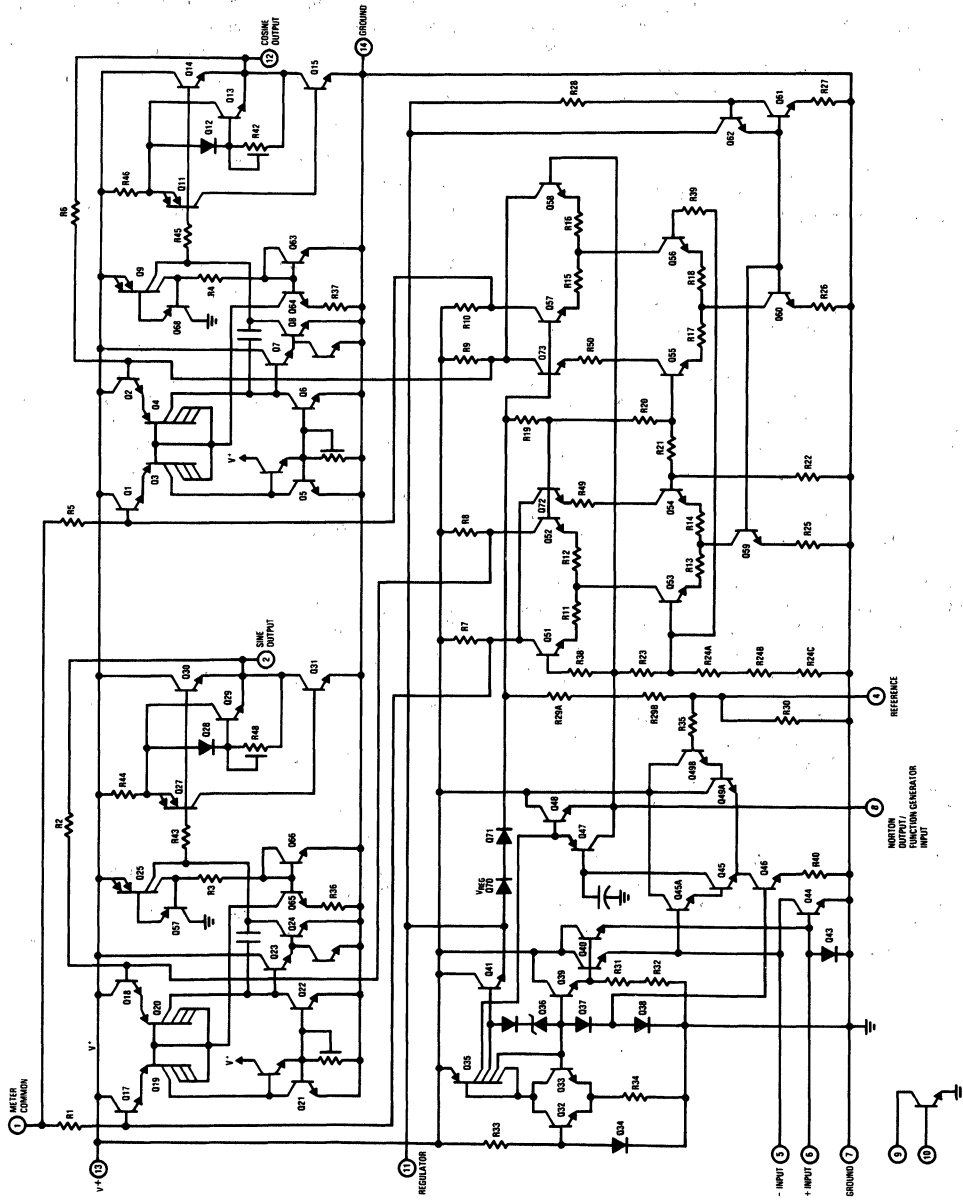 METER COMMON
1
V+ 13
R1
R2
R5
R6
V+
Q17
Q18
Q19
Q20
V+
Q21
Q22
Q23
Q24
Q25
Q57
R3
Q65
Q66
R36
R43
R44
Q27
Q28
Q29
R48
Q30
Q31
SINE OUTPUT
2
Q1
Q2
Q3
Q4
V+
Q5
Q6
Q7
Q8
Q9
Q68
R4
Q63
Q64
R37
R45
R46
Q11
Q12
Q13
R42
Q14
Q15
COSINE OUTPUT
12
14 GROUND
11
REGULATOR
R33
Q32
Q33
Q34
R34
Q35
Q36
Q37
Q38
Q39
Q40
Q41
R31
R32
VREG
Q70
Q71
Q43
Q44
Q45
Q45A
Q46
R40
Q47
Q48
Q49A
Q49B
R35
R29A
R29B
R30
R38
R23
R24A
R24B
R24C
R7
R8
Q51
R11
R12
Q52
Q72
R49
Q53
R13
R14
Q54
Q59
R25
R19
R20
R21
R22
R9
R10
Q73
R50
Q57
R15
R16
Q58
Q55
R17
R18
Q56
R39
Q60
R26
R28
Q62
Q61
R27
- INPUT 5
+ INPUT 6
GROUND 7
8
NORTON OUTPUT/ FUNCTION GENERATOR INPUT
4
REFERENCE
9
10